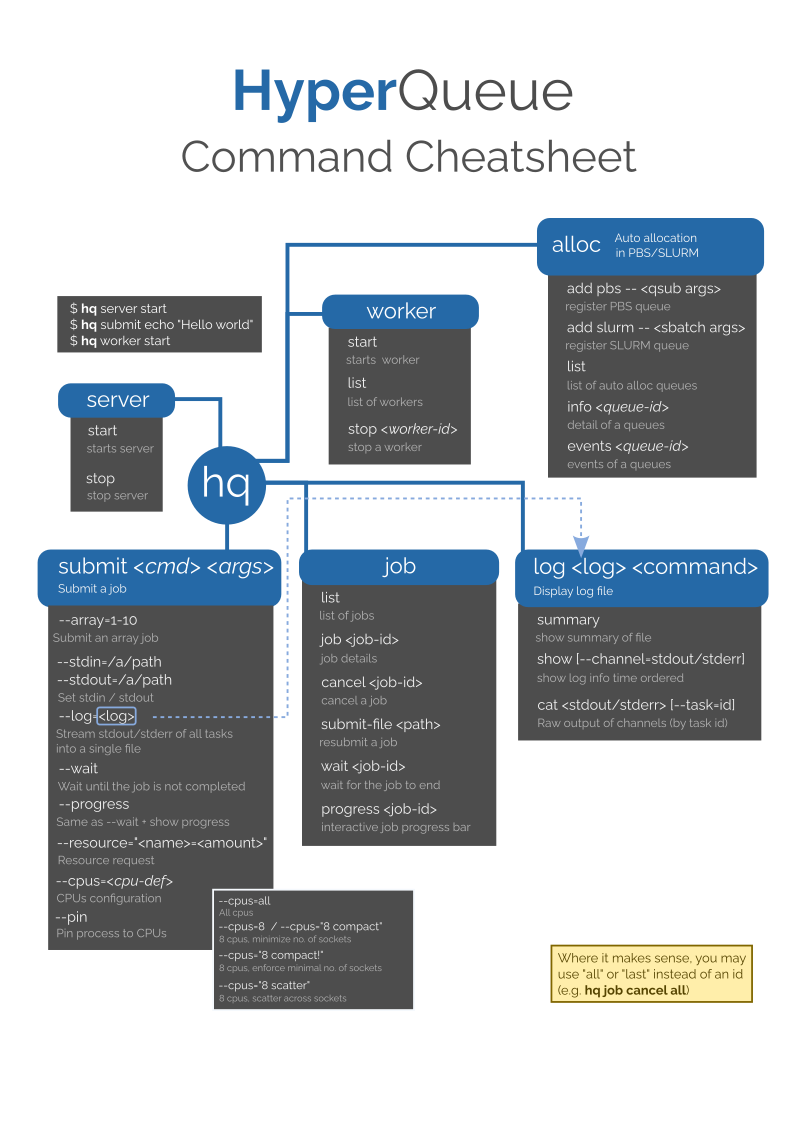 HyperQueue
Command Cheatsheet
alloc
Auto allocation
in PBS/SLURM
add pbs -- <qsub args>
register PBS queue
add slurm -- <sbatch args>
register SLURM queue
list
list of auto alloc queues
info <queue-id>
detail of a queues
events <queue-id>
events of a queues
$ hq server start
$ hq submit echo "Hello world"
$ hq worker start
worker
start
starts worker
list
list of workers
stop <worker-id>
stop a worker
server
start
starts server
stop
stop server
hq
submit <cmd> <args>
Submit a job
--array=1-10
Submit an array job
--stdin=/a/path
--stdout=/a/path
Set stdin / stdout
--log=<log>
Stream stdout/stderr of all tasks
into a single file
--wait
Wait until the job is not completed
--progress
Same as --wait + show progress
--resource="<name>=<amount>"
Resource request
--cpus=<cpu-def>
CPUs configuration
--pin
Pin process to CPUs
--cpus=all
All cpus
--cpus=8 / --cpus="8 compact"
8 cpus, minimize no. of sockets
--cpus="8 compact!"
8 cpus, enforce minimal no. of sockets
--cpus="8 scatter"
8 cpus, scatter across sockets
job
list
list of jobs
job <job-id>
job details
cancel <job-id>
cancel a job
submit-file <path>
resubmit a job
wait <job-id>
wait for the job to end
progress <job-id>
interactive job progress bar
log <log> <command>
Display log file
summary
show summary of file
show [--channel=stdout/stderr]
show log info time ordered
cat <stdout/stderr> [--task=id]
Raw output of channels (by task id)
Where it makes sense, you may
use "all" or "last" instead of an id
(e.g. hq job cancel all)